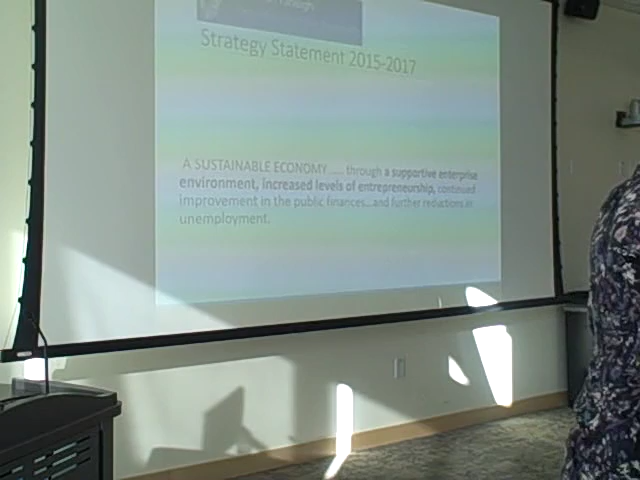 Strategy Statement 2015-2017
A SUSTAINABLE ECONOMY .... through a supportive enterprise
environment, increased levels of entrepreneurship, continued
improvement in the public finances...and further reductions in
unemployment.